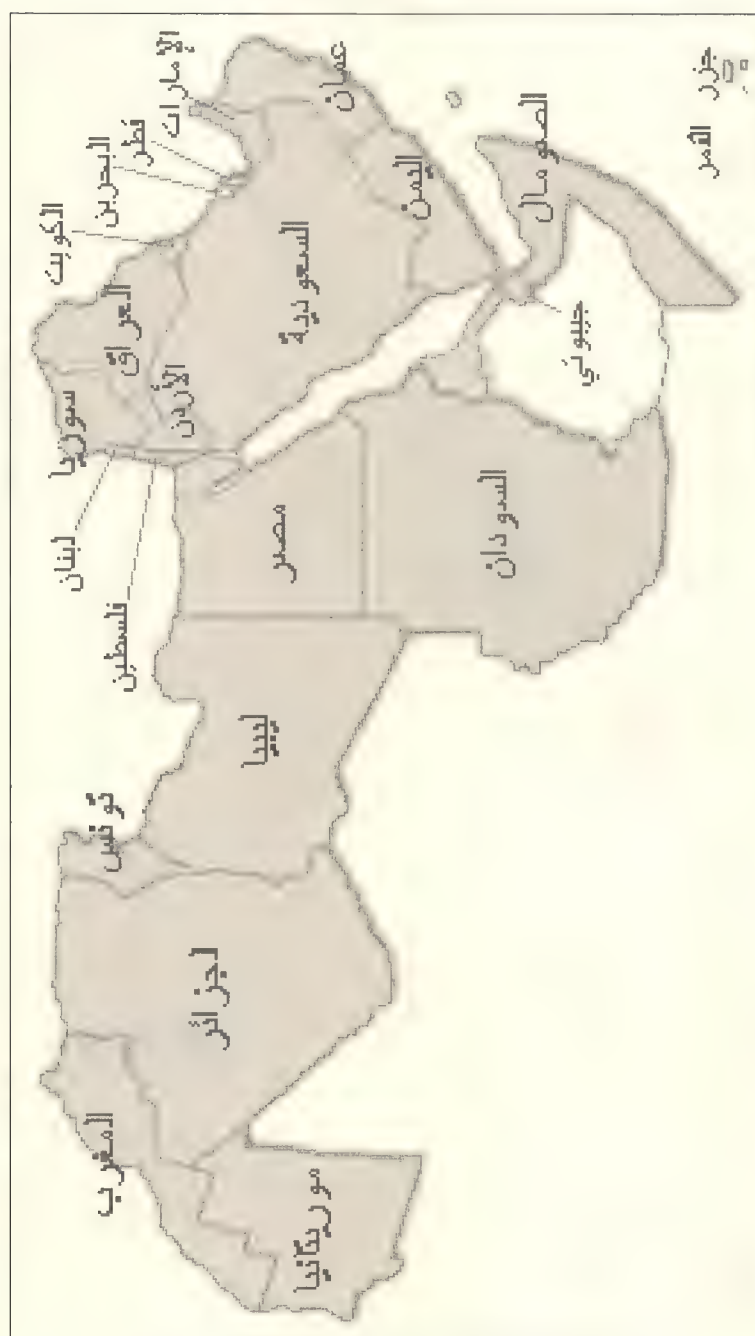 الإمارات
عمان
قطر
البحرين
الكويت
السعودية
اليمن
العراق
الأردن
سوريا
لبنان
فلسطين
مصر
السودان
جيبوتي
الصومال
جزر
القمر
ليبيا
تونس
لجزائر
المغرب
موريتانيا